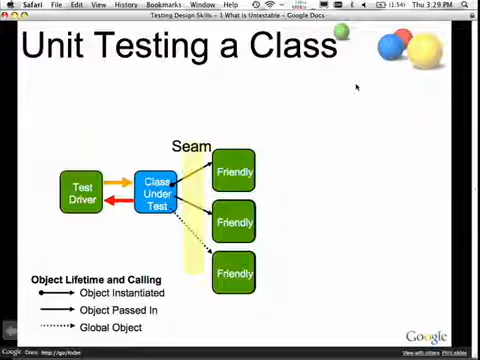 Safari File Edit View History Bookmarks Window Help (1:54) Thu 3:29 PM
Testing Design Skills - 1 What is Untestable - Google Docs
Unit Testing a Class
Seam
Test
Driver
Class
Under
Test
Friendly
Friendly
Friendly
Object Lifetime and Calling
Object Instantiated
Object Passed In
Global Object
Google